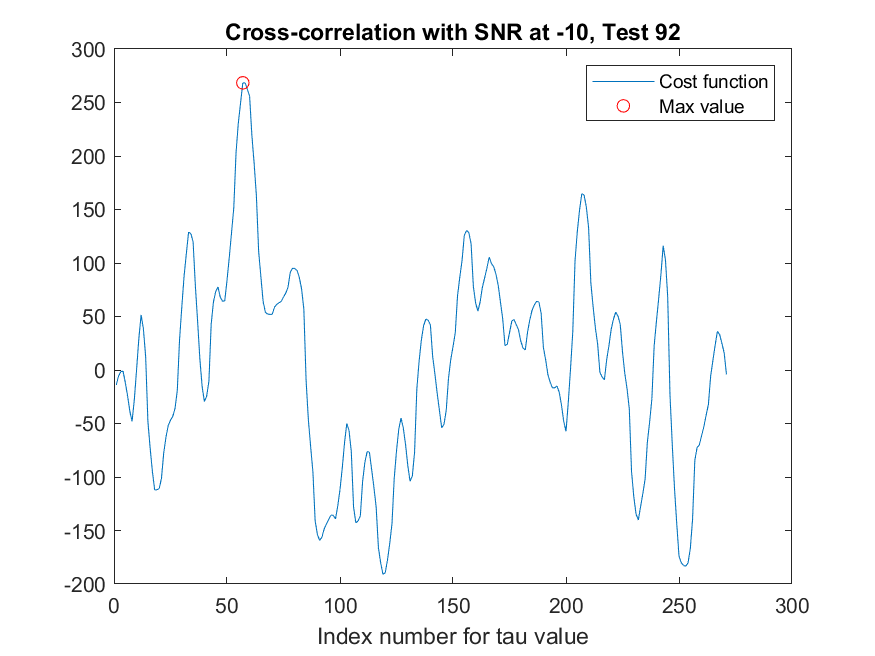 Cross-correlation with SNR at -10, Test 92
300
250
200
150
100
50
0
-50
-100
-150
-200
Cost function
Max value
0 50 100 150 200 250 300
Index number for tau value